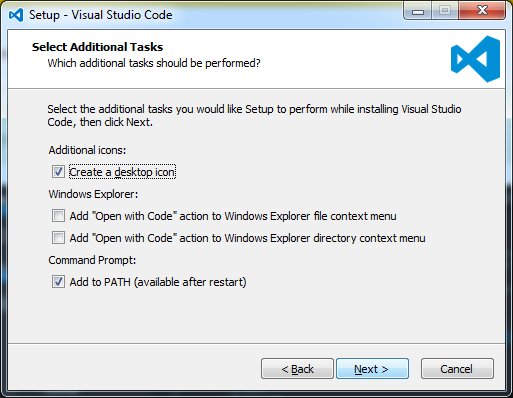 Setup - Visual Studio Code
Select Additional Tasks
Which additional tasks should be performed?
Select the additional tasks you would like Setup to perform while installing Visual Studio
Code, then click Next.
Additional icons:
Create a desktop icon
Windows Explorer:
Add "Open with Code" action to Windows Explorer file context menu
Add "Open with Code" action to Windows Explorer directory context menu
Command Prompt:
Add to PATH (available after restart)
< Back Next > Cancel